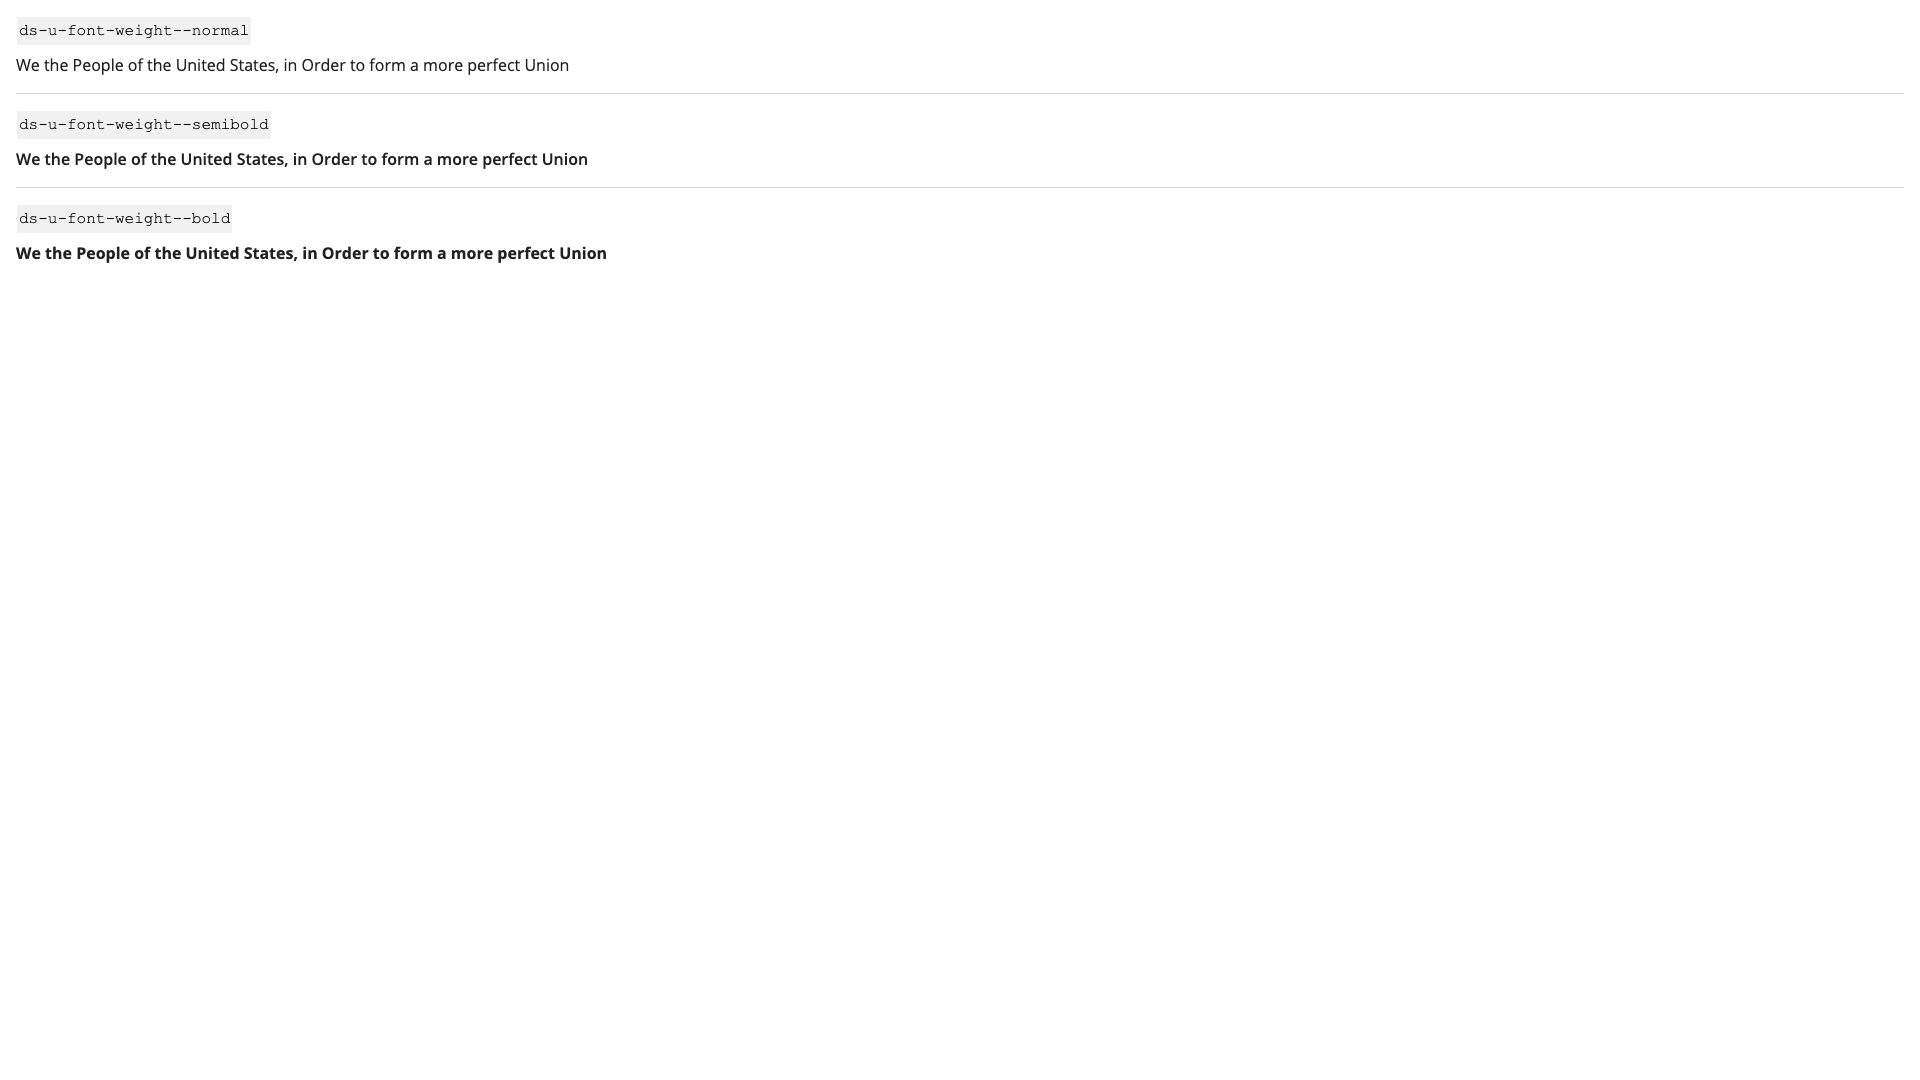 ds-u-font-weight--normal
We the People of the United States, in Order to form a more perfect Union
ds-u-font-weight--semibold
We the People of the United States, in Order to form a more perfect Union
ds-u-font-weight--bold
We the People of the United States, in Order to form a more perfect Union